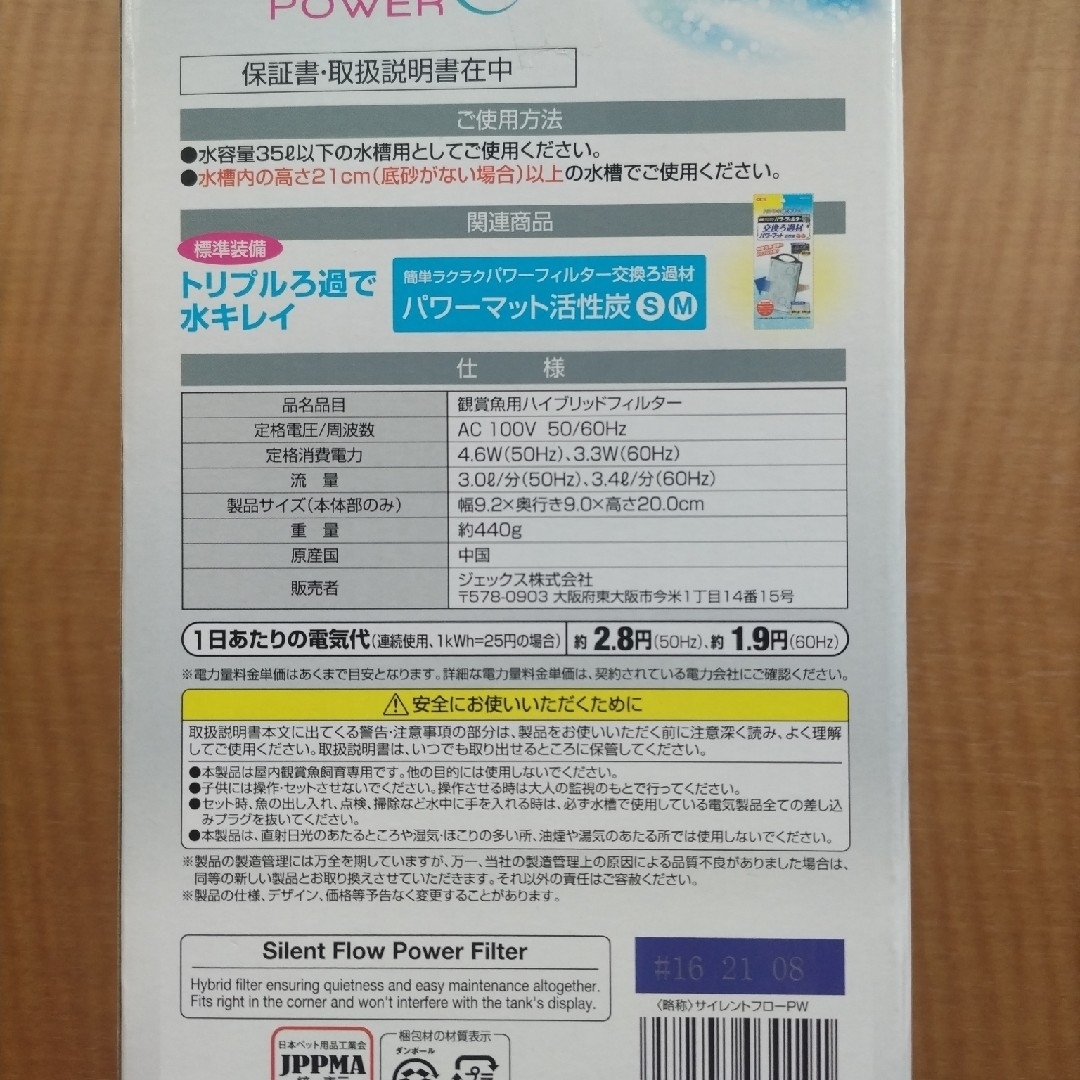 POWER
保証書・取扱説明書在中
ご使用方法
●水容量35ℓ以下の水槽用としてご使用ください。
●水槽内の高さ21cm(底砂がない場合)以上の水槽でご使用ください。
関連商品
標準装備
トリプルろ過で
水キレイ
簡単ラクラクパワーフィルター交換ろ過材
パワーマット活性炭 S M
交換ろ過材
仕 様
品名品目 観賞魚用ハイブリッドフィルター
定格電圧/周波数 AC 100V 50/60Hz
定格消費電力 4.6W(50Hz)、3.3W(60Hz)
流 量 3.0ℓ/分(50Hz)、3.4ℓ/分(60Hz)
製品サイズ(本体部のみ) 幅9.2×奥行き9.0×高さ20.0cm
重 量 約440g
原産国 中国
販売者 ジェックス株式会社
〒578-0903 大阪府東大阪市今米1丁目14番15号
1日あたりの電気代(連続使用、1kWh=25円の場合) 約2.8円(50Hz)、約1.9円(60Hz)
※電力量料金単価はあくまで目安となります。詳細な電力量料金単価は、契約されている電力会社にご確認ください。
安全にお使いいただくために
取扱説明書本文に出てくる警告・注意事項の部分は、製品をお使いいただく前に注意深く読み、よく理解
してご使用ください。取扱説明書は、いつでも取り出せるところに保管してください。
●本製品は屋内観賞魚飼育専用です。他の目的には使用しないでください。
●子供には操作・セットさせないでください。操作させる時は大人の監視のもとで行ってください。
●セット時、魚の出し入れ、点検、掃除など水中に手を入れる時は、必ず水槽で使用している電気製品全ての差し込
みプラグを抜いてください。
●本製品は、直射日光のあたるところや湿気・ほこりの多い所、油煙や湯気のあたる所では使用しないでください。
※製品の製造管理には万全を期していますが、万一、当社の製造管理上の原因による品質不良がありました場合は、
同等の新しい製品とお取り換えさせていただきます。それ以外の責任はご容赦ください。
※製品の仕様、デザイン、価格等予告なく変更することがあります。
Silent Flow Power Filter
Hybrid filter ensuring quietness and easy maintenance altogether.
Fits right in the corner and won't interfere with the tank's display.
#16 21 08
〈略称〉サイレントフローPW
日本ペット用品工業会
JPPMA
梱包材の材質表示
ダンボール
プラ